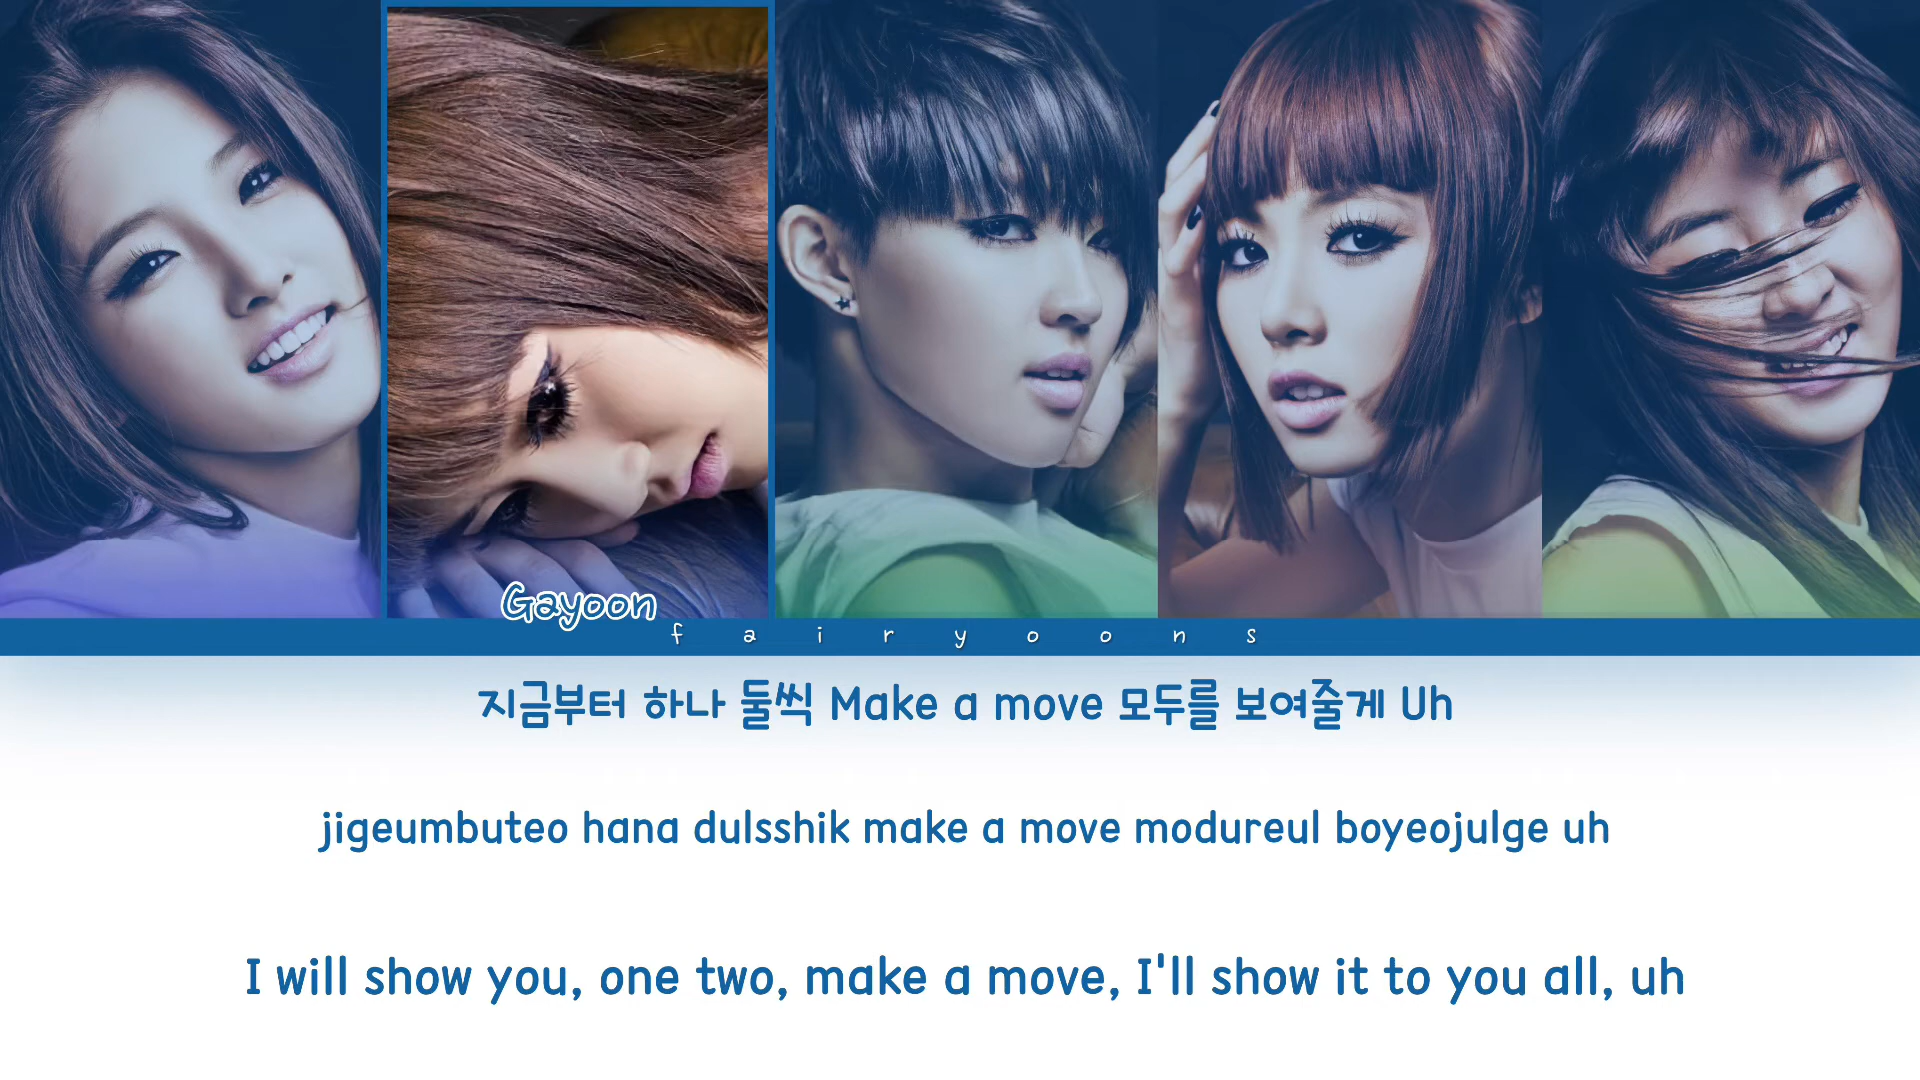 Gayoon
fairyoons
지금부터 하나 둘씩 Make a move 모두를 보여줄게 Uh
jigeumbuteo hana dulsshik make a move modureul boyeojulge uh
I will show you, one two, make a move, I'll show it to you all, uh